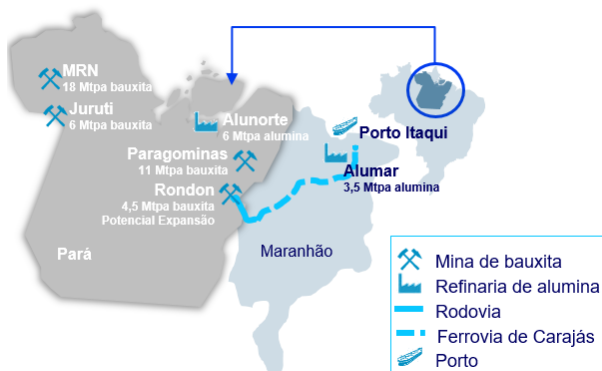 MRN
18 Mtpa bauxita
Juruti
6 Mtpa bauxita
Alunorte
6 Mtpa alumina
Paragominas
11 Mtpa bauxita
Rondon
4,5 Mtpa bauxita
Potencial Expansão
Pará
Porto Itaqui
Alumar
3,5 Mtpa alumina
Maranhão
Mina de bauxita
Refinaria de alumina
Rodovia
Ferrovia de Carajás
Porto